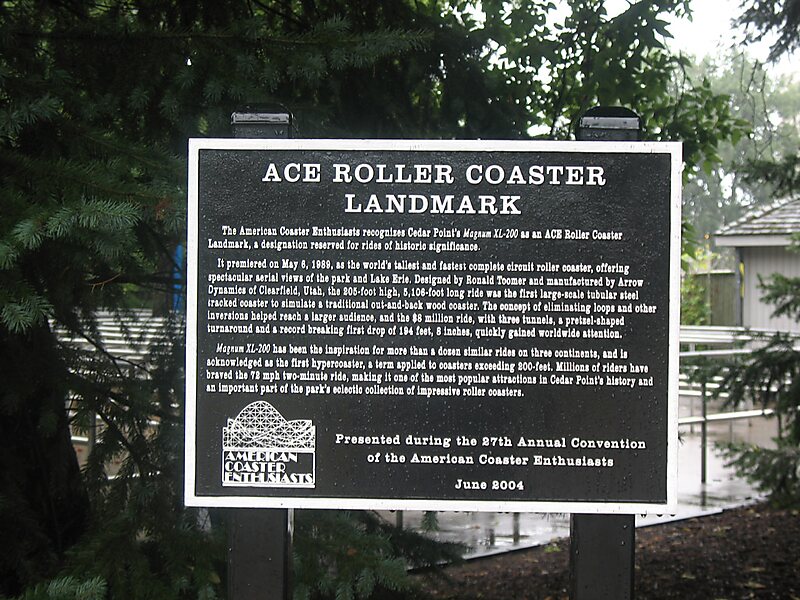 ACE ROLLER COASTER
LANDMARK
The American Coaster Enthusiasts recognizes Cedar Point's Magnum XL-200 as an ACE Roller Coaster
Landmark, a designation reserved for rides of historic significance.
It premiered on May 6, 1989, as the world's tallest and fastest complete circuit roller coaster, offering
spectacular aerial views of the park and Lake Erie. Designed by Ronald Toomer and manufactured by Arrow
Dynamics of Clearfield, Utah, the 205-foot high, 5,106-foot long ride was the first large-scale tubular steel
tracked coaster to simulate a traditional out-and-back wood coaster. The concept of eliminating loops and other
inversions helped reach a larger audience, and the $8 million ride, with three tunnels, a pretzel-shaped
turnaround and a record breaking first drop of 194 feet, 8 inches, quickly gained worldwide attention.
Magnum XL-200 has been the inspiration for more than a dozen similar rides on three continents, and is
acknowledged as the first hypercoaster, a term applied to coasters exceeding 200-feet. Millions of riders have
braved the 72 mph two-minute ride, making it one of the most popular attractions in Cedar Point's history and
an important part of the park's eclectic collection of impressive roller coasters.
AMERICAN
COASTER
ENTHUSIASTS
Presented during the 27th Annual Convention
of the American Coaster Enthusiasts
June 2004